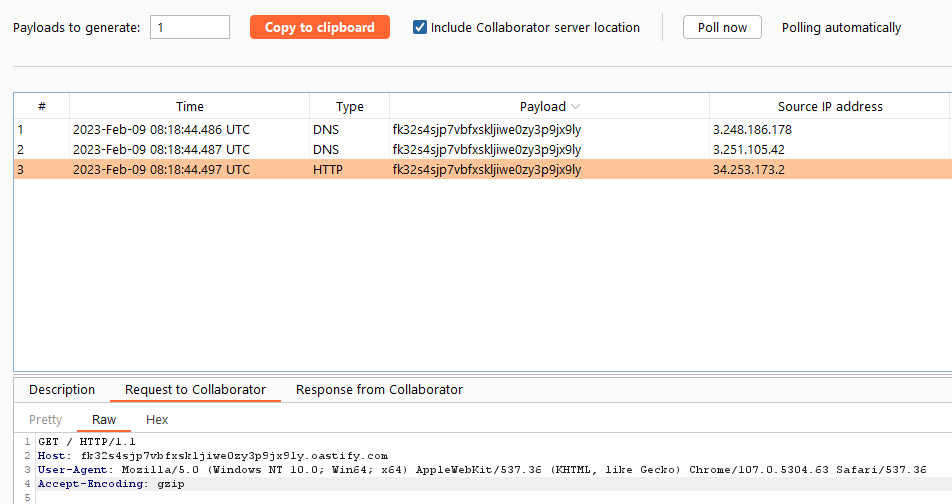 Payloads to generate: 1 Copy to clipboard Include Collaborator server location Poll now Polling automatically
# Time Type Payload Source IP address
1 2023-Feb-09 08:18:44.486 UTC DNS fk32s4sjp7vbfxskljiwe0zy3p9jx9ly 3.248.186.178
2 2023-Feb-09 08:18:44.487 UTC DNS fk32s4sjp7vbfxskljiwe0zy3p9jx9ly 3.251.105.42
3 2023-Feb-09 08:18:44.497 UTC HTTP fk32s4sjp7vbfxskljiwe0zy3p9jx9ly 34.253.173.2
Description Request to Collaborator Response from Collaborator
Pretty Raw Hex
1 GET / HTTP/1.1
2 Host: fk32s4sjp7vbfxskljiwe0zy3p9jx9ly.oastify.com
3 User-Agent: Mozilla/5.0 (Windows NT 10.0; Win64; x64) AppleWebKit/537.36 (KHTML, like Gecko) Chrome/107.0.5304.63 Safari/537.36
4 Accept-Encoding: gzip
5